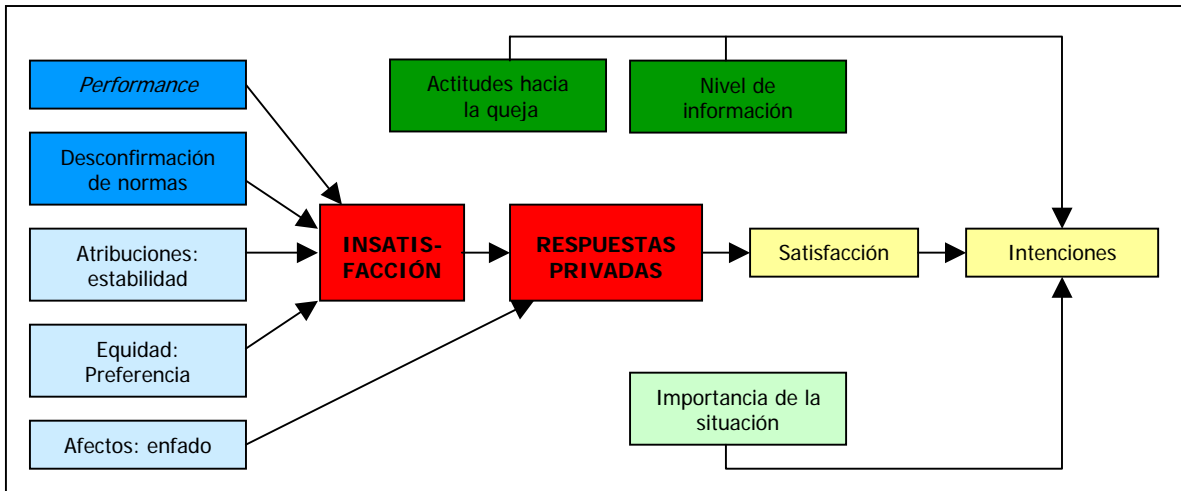 Performance
Desconfirmación
de normas
Atribuciones:
estabilidad
Equidad:
Preferencia
Afectos: enfado
Actitudes hacia
la queja
Nivel de
información
INSATIS-
FACCIÓN
RESPUESTAS
PRIVADAS
Satisfacción
Intenciones
Importancia de la
situación